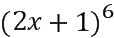 (2x + 1)⁶